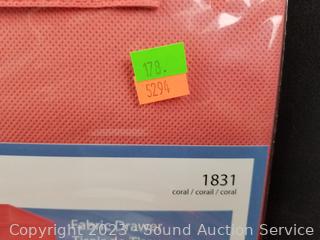 178.
5294
1831
coral / corail / coral
Fabric Drawer
Copyright 2023 - Sound Auction Service